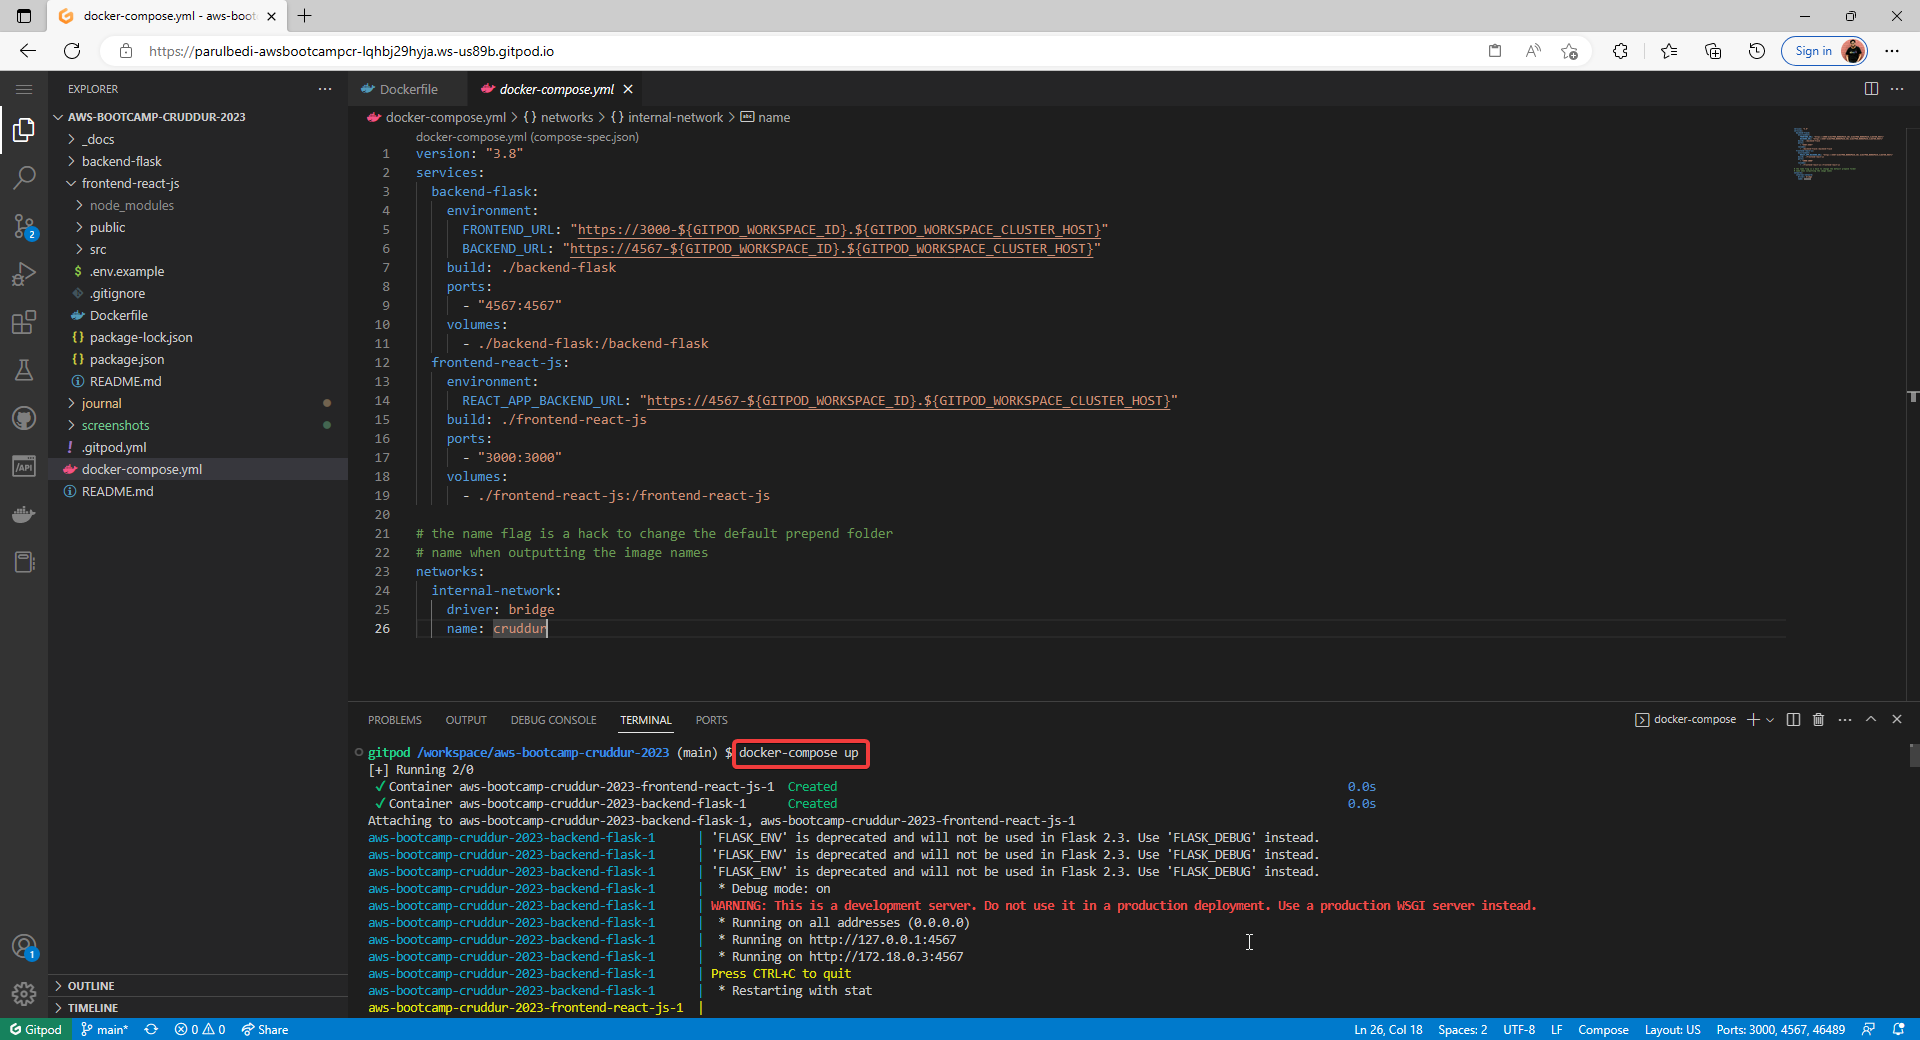 docker-compose.yml - aws-boot
https://parulbedi-awsbootcampcr-lqhbj29hyja.ws-us89b.gitpod.io
Sign in
EXPLORER
Dockerfile
docker-compose.yml
AWS-BOOTCAMP-CRUDDUR-2023
_docs
backend-flask
frontend-react-js
node_modules
public
src
.env.example
.gitignore
Dockerfile
package-lock.json
package.json
README.md
journal
screenshots
.gitpod.yml
docker-compose.yml
README.md
OUTLINE
TIMELINE
2
/API
1
docker-compose.yml > {} networks > {} internal-network > abc name
docker-compose.yml (compose-spec.json)
1 version: "3.8"
2 services:
3 backend-flask:
4 environment:
5 FRONTEND_URL: "https://3000-${GITPOD_WORKSPACE_ID}.${GITPOD_WORKSPACE_CLUSTER_HOST}"
6 BACKEND_URL: "https://4567-${GITPOD_WORKSPACE_ID}.${GITPOD_WORKSPACE_CLUSTER_HOST}"
7 build: ./backend-flask
8 ports:
9 - "4567:4567"
10 volumes:
11 - ./backend-flask:/backend-flask
12 frontend-react-js:
13 environment:
14 REACT_APP_BACKEND_URL: "https://4567-${GITPOD_WORKSPACE_ID}.${GITPOD_WORKSPACE_CLUSTER_HOST}"
15 build: ./frontend-react-js
16 ports:
17 - "3000:3000"
18 volumes:
19 - ./frontend-react-js:/frontend-react-js
20
21 # the name flag is a hack to change the default prepend folder
22 # name when outputting the image names
23 networks:
24 internal-network:
25 driver: bridge
26 name: cruddur
PROBLEMS OUTPUT DEBUG CONSOLE TERMINAL PORTS
docker-compose
gitpod /workspace/aws-bootcamp-cruddur-2023 (main) $ docker-compose up
[+] Running 2/0
✓ Container aws-bootcamp-cruddur-2023-frontend-react-js-1 Created 0.0s
✓ Container aws-bootcamp-cruddur-2023-backend-flask-1 Created 0.0s
Attaching to aws-bootcamp-cruddur-2023-backend-flask-1, aws-bootcamp-cruddur-2023-frontend-react-js-1
aws-bootcamp-cruddur-2023-backend-flask-1 | 'FLASK_ENV' is deprecated and will not be used in Flask 2.3. Use 'FLASK_DEBUG' instead.
aws-bootcamp-cruddur-2023-backend-flask-1 | 'FLASK_ENV' is deprecated and will not be used in Flask 2.3. Use 'FLASK_DEBUG' instead.
aws-bootcamp-cruddur-2023-backend-flask-1 | 'FLASK_ENV' is deprecated and will not be used in Flask 2.3. Use 'FLASK_DEBUG' instead.
aws-bootcamp-cruddur-2023-backend-flask-1 | * Debug mode: on
aws-bootcamp-cruddur-2023-backend-flask-1 | WARNING: This is a development server. Do not use it in a production deployment. Use a production WSGI server instead.
aws-bootcamp-cruddur-2023-backend-flask-1 | * Running on all addresses (0.0.0.0)
aws-bootcamp-cruddur-2023-backend-flask-1 | * Running on http://127.0.0.1:4567
aws-bootcamp-cruddur-2023-backend-flask-1 | * Running on http://172.18.0.3:4567
aws-bootcamp-cruddur-2023-backend-flask-1 | Press CTRL+C to quit
aws-bootcamp-cruddur-2023-backend-flask-1 | * Restarting with stat
aws-bootcamp-cruddur-2023-frontend-react-js-1 |
Gitpod main* 0 0 Share Ln 26, Col 18 Spaces: 2 UTF-8 LF Compose Layout: US Ports: 3000, 4567, 46489